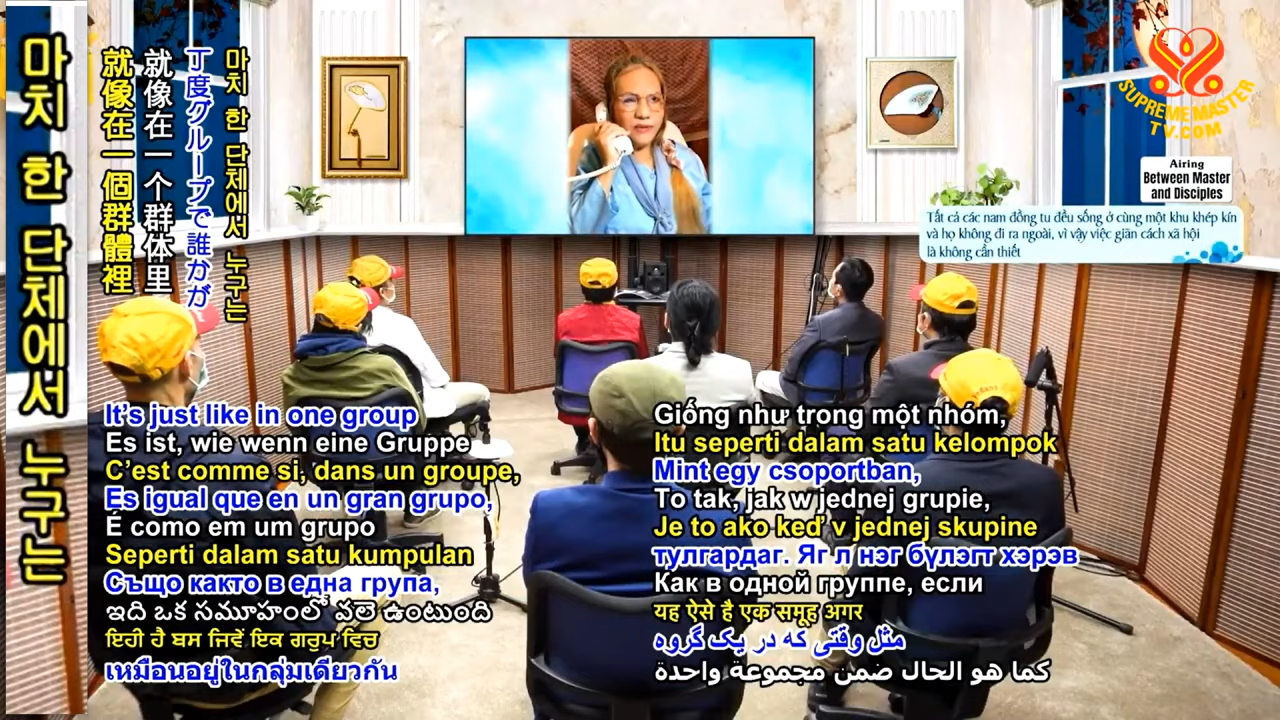 마치 한 단체에서 누구는
就像在一個群體裡
就像在一个群体里
丁度グループで誰かが
마치 한 단체에서 누구는
SUPREME MASTER
TV.COM
Airing
Between Master
and Disciples
Tất cả các nam đồng tu đều sống ở cùng một khu khép kín
và họ không đi ra ngoài, vì vậy việc giãn cách xã hội
là không cần thiết
It's just like in one group
Es ist, wie wenn eine Gruppe
C'est comme si, dans un groupe,
Es igual que en un gran grupo,
É como em um grupo
Seperti dalam satu kumpulan
Също както в една група,
ఇది ఒక సమూహంలో వలె ఉంటుంది
ਇਹੀ ਹੈ ਬਸ ਜਿਵੇਂ ਇਕ ਗਰੁਪ ਵਿਚ
เหมือนอยู่ในกลุ่มเดียวกัน
Giống như trong một nhóm,
Itu seperti dalam satu kelompok
Mint egy csoportban,
To tak, jak w jednej grupie,
Je to ako keď v jednej skupine
тулгардаг. Яг л нэг бүлэгт хэрэв
Как в одной группе, если
यह ऐसे है एक समूह अगर
مثل وقتی که در یک گروه
كما هو الحال ضمن مجموعة واحدة